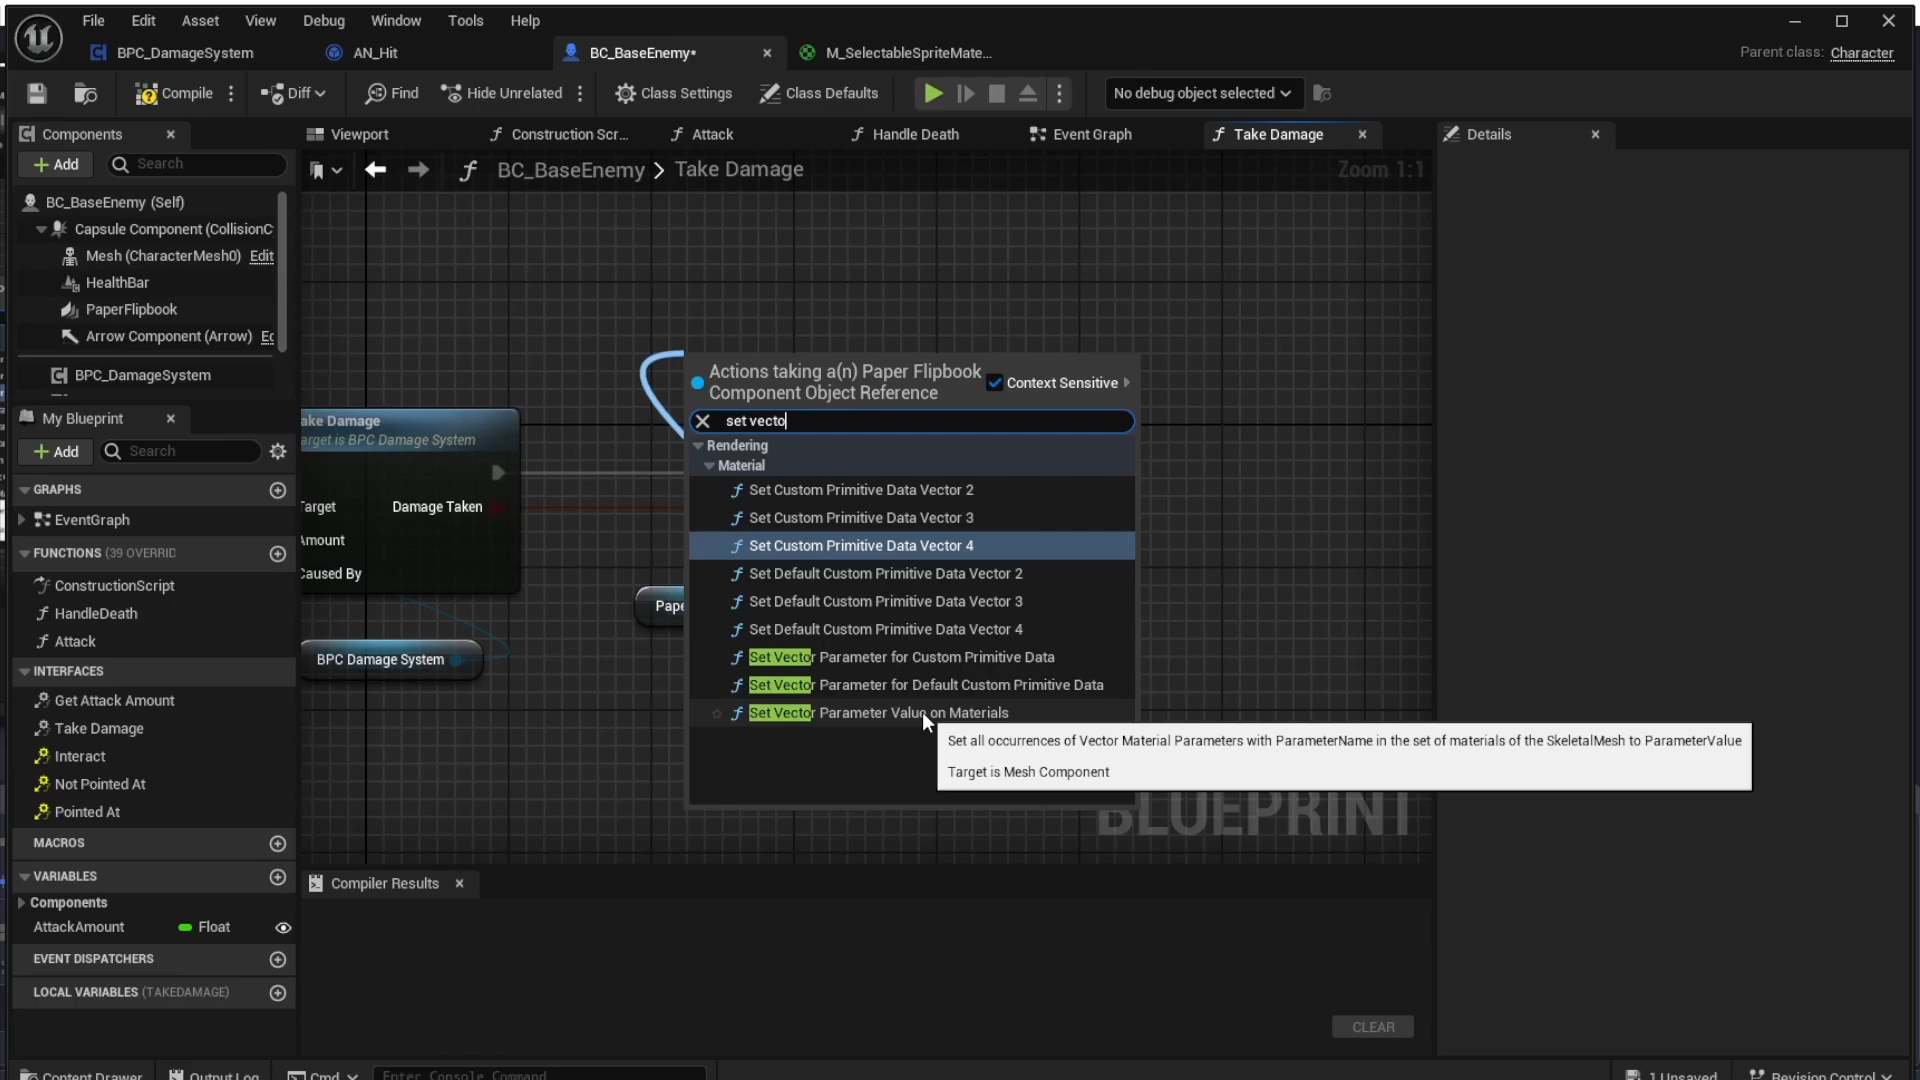 File Edit Asset View Debug Window Tools Help
BPC_DamageSystem AN_Hit BC_BaseEnemy* M_SelectableSpriteMate... Parent class: Character
Compile Diff Find Hide Unrelated Class Settings Class Defaults No debug object selected
Components Viewport Construction Scr... Attack Handle Death Event Graph Take Damage Details
Add Search BC_BaseEnemy > Take Damage Zoom 1:1
BC_BaseEnemy (Self)
Capsule Component (CollisionC
Mesh (CharacterMesh0) Edit
HealthBar
PaperFlipbook
Arrow Component (Arrow) Ec
BPC_DamageSystem
My Blueprint
Add Search
GRAPHS
EventGraph
FUNCTIONS (39 OVERRID
ConstructionScript
HandleDeath
Attack
INTERFACES
Get Attack Amount
Take Damage
Interact
Not Pointed At
Pointed At
MACROS
VARIABLES
Components
AttackAmount Float
EVENT DISPATCHERS
LOCAL VARIABLES (TAKEDAMAGE)
ake Damage
arget is BPC Damage System
Target Damage Taken
Amount
Caused By
BPC Damage System
Pape
Actions taking a(n) Paper Flipbook
Component Object Reference
Context Sensitive
set vecto
Rendering
Material
Set Custom Primitive Data Vector 2
Set Custom Primitive Data Vector 3
Set Custom Primitive Data Vector 4
Set Default Custom Primitive Data Vector 2
Set Default Custom Primitive Data Vector 3
Set Default Custom Primitive Data Vector 4
Set Vector Parameter for Custom Primitive Data
Set Vector Parameter for Default Custom Primitive Data
Set Vector Parameter Value on Materials
Set all occurrences of Vector Material Parameters with ParameterName in the set of materials of the SkeletalMesh to ParameterValue
Target is Mesh Component
BLUEPRINT
Compiler Results
CLEAR
Content Drawer Output Log Cmd Enter Console Command 1 Unsaved Revision Control